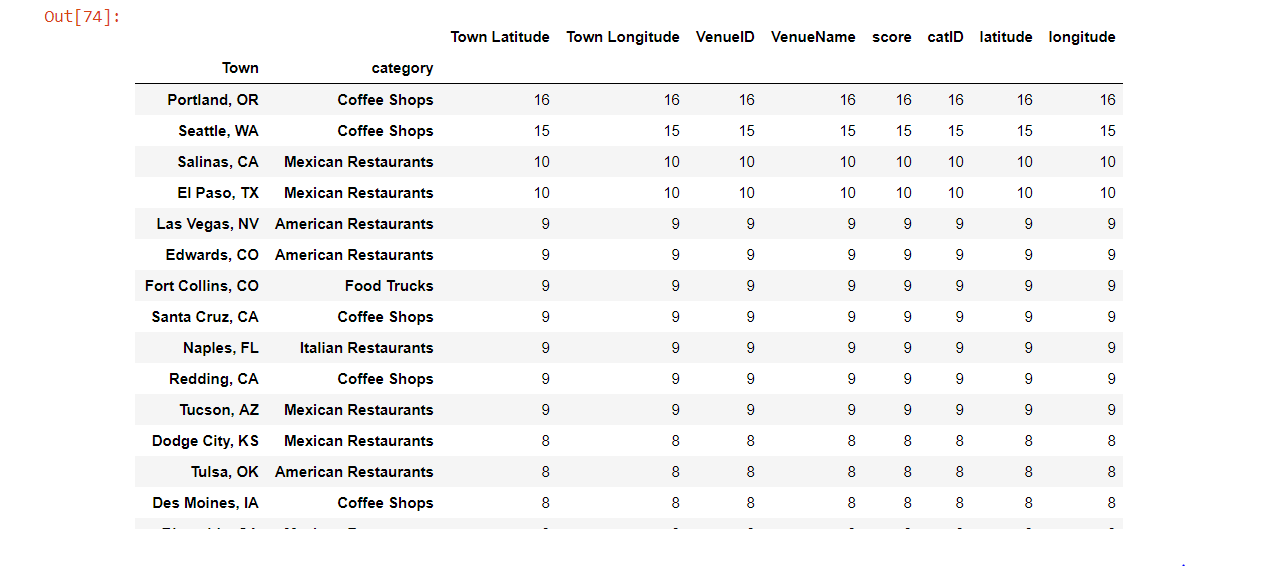 Out[74]:
Town Latitude Town Longitude VenueID VenueName score catID latitude longitude
Town category
Portland, OR Coffee Shops 16 16 16 16 16 16 16 16
Seattle, WA Coffee Shops 15 15 15 15 15 15 15 15
Salinas, CA Mexican Restaurants 10 10 10 10 10 10 10 10
El Paso, TX Mexican Restaurants 10 10 10 10 10 10 10 10
Las Vegas, NV American Restaurants 9 9 9 9 9 9 9 9
Edwards, CO American Restaurants 9 9 9 9 9 9 9 9
Fort Collins, CO Food Trucks 9 9 9 9 9 9 9 9
Santa Cruz, CA Coffee Shops 9 9 9 9 9 9 9 9
Naples, FL Italian Restaurants 9 9 9 9 9 9 9 9
Redding, CA Coffee Shops 9 9 9 9 9 9 9 9
Tucson, AZ Mexican Restaurants 9 9 9 9 9 9 9 9
Dodge City, KS Mexican Restaurants 8 8 8 8 8 8 8 8
Tulsa, OK American Restaurants 8 8 8 8 8 8 8 8
Des Moines, IA Coffee Shops 8 8 8 8 8 8 8 8